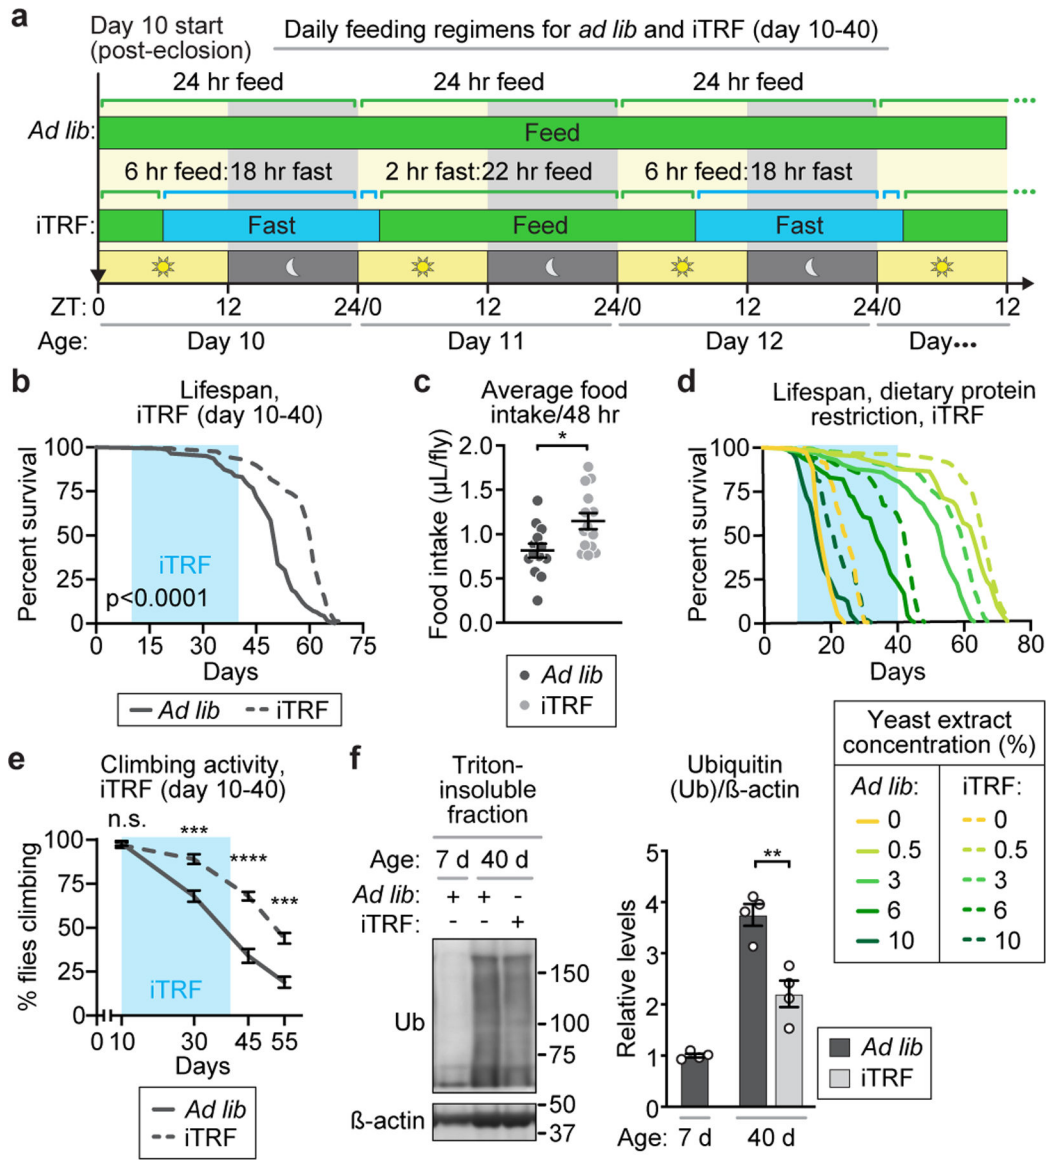 a
Day 10 start
(post-eclosion)
Daily feeding regimens for ad lib and iTRF (day 10-40)
24 hr feed 24 hr feed 24 hr feed
Ad lib: Feed
6 hr feed:18 hr fast 2 hr fast:22 hr feed 6 hr feed:18 hr fast
iTRF: Fast Feed Fast
ZT: 0 12 24/0 12 24/0 12 24/0 12
Age: Day 10 Day 11 Day 12 Day•••
b
Lifespan,
iTRF (day 10-40)
Percent survival
100
75
50
25
0
iTRF
p<0.0001
0 15 30 45 60 75
Days
Ad lib iTRF
c
Average food
intake/48 hr
Food intake (µL/fly)
2.0
1.5
1.0
0.5
0.0
*
Ad lib
iTRF
d
Lifespan, dietary protein
restriction, iTRF
Percent survival
100
75
50
25
0
0 20 40 60 80
Days
Yeast extract
concentration (%)
Ad lib: iTRF:
0 0
0.5 0.5
3 3
6 6
10 10
e
Climbing activity,
iTRF (day 10-40)
% flies climbing
100
75
50
25
0
n.s.
***
****
***
iTRF
0 10 30 45 55
Days
Ad lib
iTRF
f
Triton-
insoluble
fraction
Age: 7 d 40 d
Ad lib: + + -
iTRF: - - +
Ub
150
100
75
ß-actin
50
37
Ubiquitin
(Ub)/ß-actin
Relative levels
5
4
3
2
1
0
**
Age: 7 d 40 d
Ad lib
iTRF